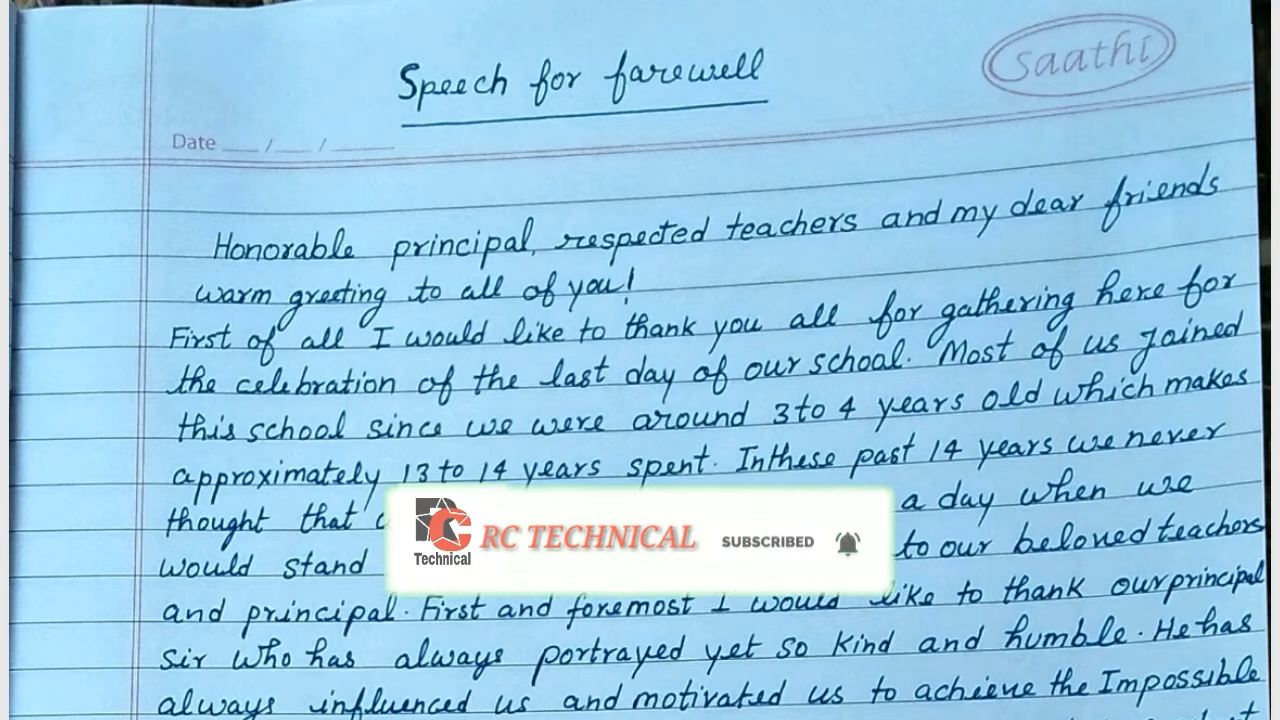 Speech for farewell
saathi
Date __ / __ / ____
Honorable principal, respected teachers and my dear friends
warm greeting to all of you!
First of all I would like to thank you all for gathering here for
the celebration of the last day of our school. Most of us joined
this school since we were around 3 to 4 years old which makes
approximately 13 to 14 years spent. In these past 14 years we never
thought that a day when we
would stand to our beloved teachers
Technical RC TECHNICAL SUBSCRIBED
and principal. First and foremost I would like to thank our principal
sir who has always portrayed yet so kind and humble. He has
always influenced us and motivated us to achieve the Impossible